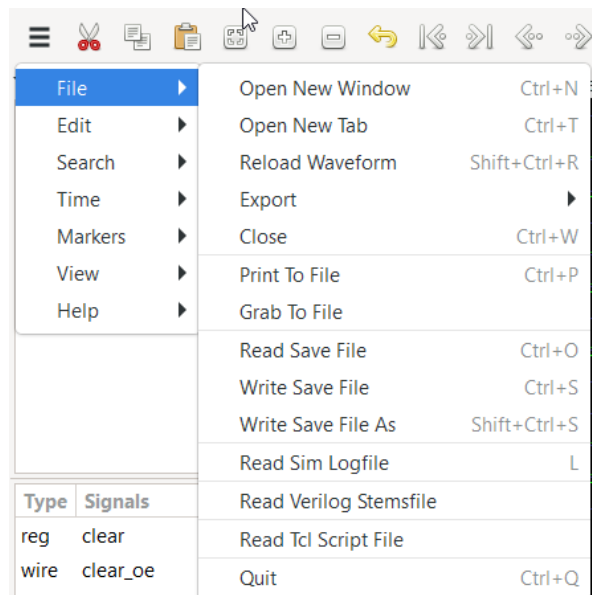 File
Edit
Search
Time
Markers
View
Help
Open New Window Ctrl+N
Open New Tab Ctrl+T
Reload Waveform Shift+Ctrl+R
Export
Close Ctrl+W
Print To File Ctrl+P
Grab To File
Read Save File Ctrl+O
Write Save File Ctrl+S
Write Save File As Shift+Ctrl+S
Read Sim Logfile L
Read Verilog Stemsfile
Read Tcl Script File
Quit Ctrl+Q
Type Signals
reg clear
wire clear_oe